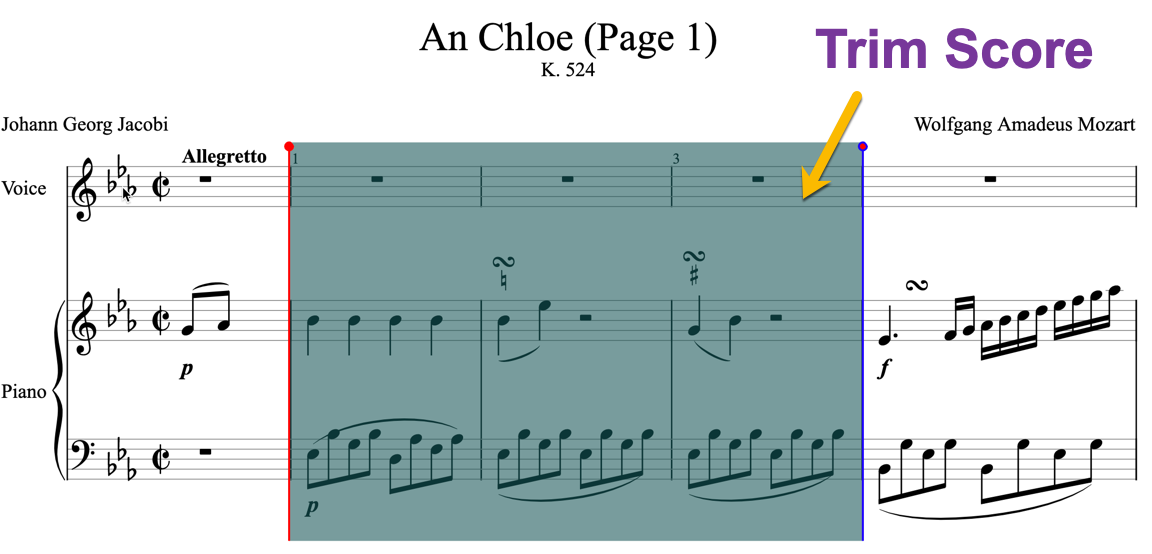 An Chloe (Page 1)
Trim Score
K. 524
Johann Georg Jacobi
Wolfgang Amadeus Mozart
Allegretto
1
3
Voice
p
f
Piano
p